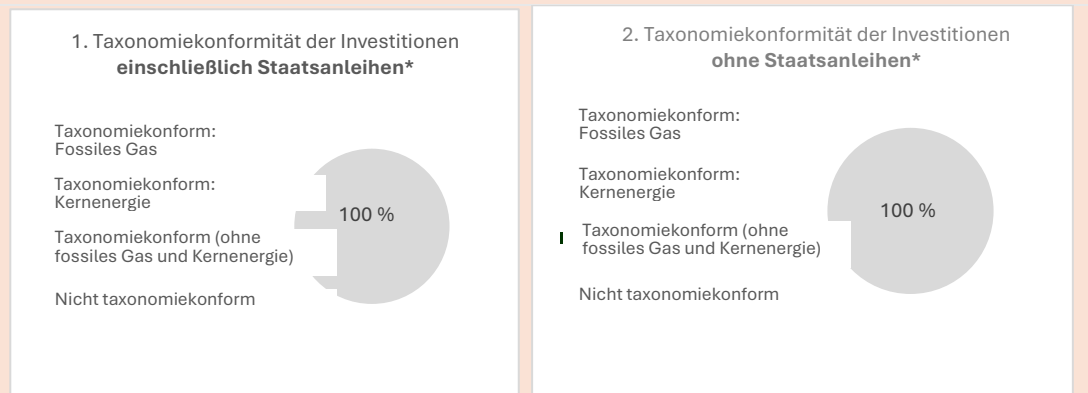 1. Taxonomiekonformität der Investitionen
einschließlich Staatsanleihen*
Taxonomiekonform:
Fossiles Gas
Taxonomiekonform:
Kernenergie
Taxonomiekonform (ohne
fossiles Gas und Kernenergie)
Nicht taxonomiekonform
100 %
2. Taxonomiekonformität der Investitionen
ohne Staatsanleihen*
Taxonomiekonform:
Fossiles Gas
Taxonomiekonform:
Kernenergie
Taxonomiekonform (ohne
fossiles Gas und Kernenergie)
Nicht taxonomiekonform
100 %